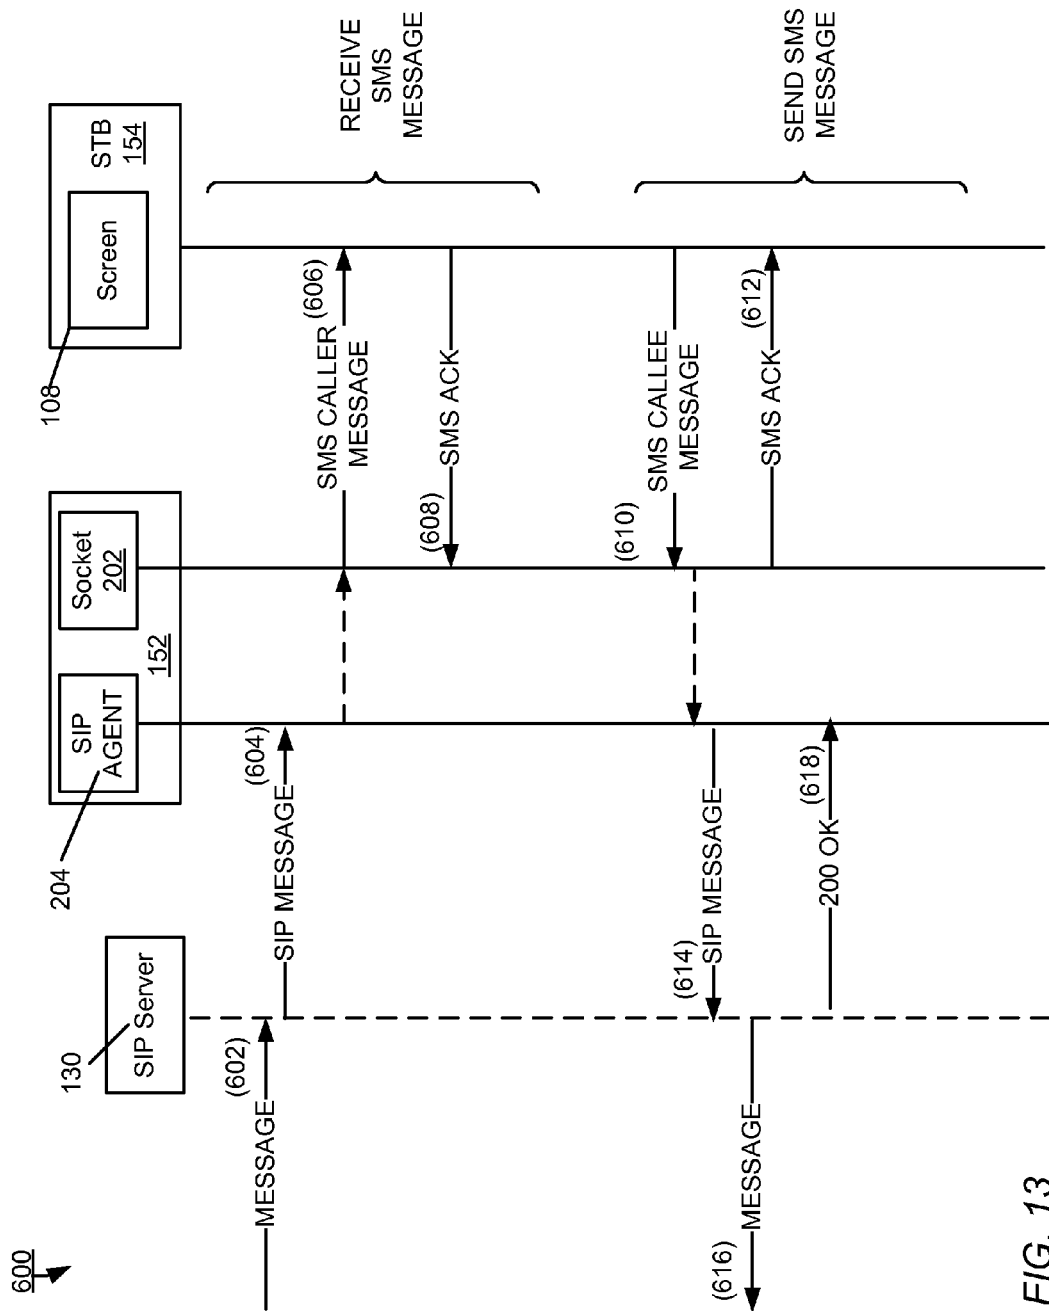 600
130
SIP Server
204
SIP
AGENT
152
Socket
202
108
Screen
STB
154
MESSAGE
(602)
SIP MESSAGE
(604)
SMS CALLER
MESSAGE
(606)
SMS ACK
(608)
RECEIVE
SMS
MESSAGE
SMS CALLEE
MESSAGE
(610)
SMS ACK
(612)
SIP MESSAGE
(614)
MESSAGE
(616)
200 OK
(618)
SEND SMS
MESSAGE
FIG. 13